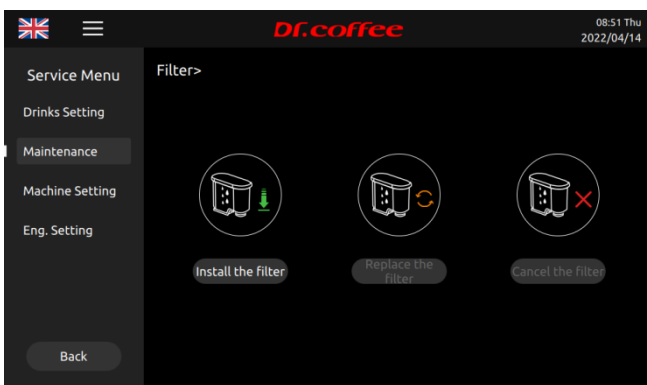 Dr.coffee
08:51 Thu
2022/04/14
Service Menu
Drinks Setting
Maintenance
Machine Setting
Eng. Setting
Back
Filter>
Install the filter
Replace the
filter
Cancel the filter